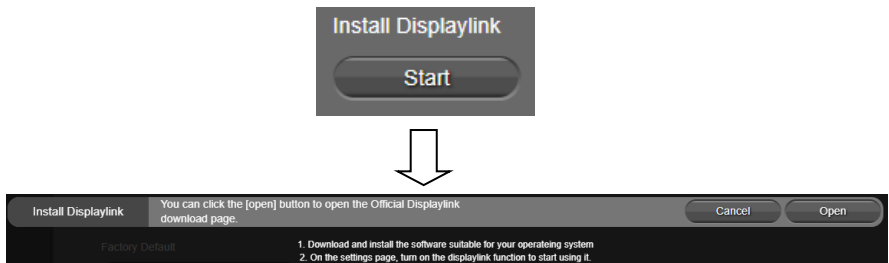 Install Displaylink
Start
Install Displaylink
You can click the [open] button to open the Official Displaylink
download page.
Cancel
Open
Factory Default
1. Download and install the software suitable for your operateing system
2. On the settings page, turn on the displaylink function to start using it.